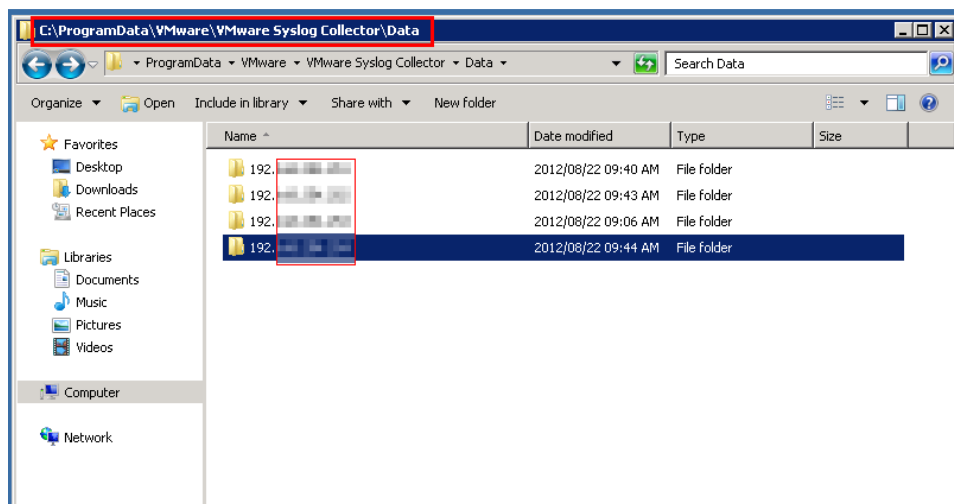 C:\ProgramData\VMware\VMware Syslog Collector\Data
ProgramData VMware VMware Syslog Collector Data Search Data
Organize Open Include in library Share with New folder
Favorites
Desktop
Downloads
Recent Places
Libraries
Documents
Music
Pictures
Videos
Computer
Network
Name Date modified Type Size
192. 2012/08/22 09:40 AM File folder
192. 2012/08/22 09:43 AM File folder
192. 2012/08/22 09:06 AM File folder
192. 2012/08/22 09:44 AM File folder